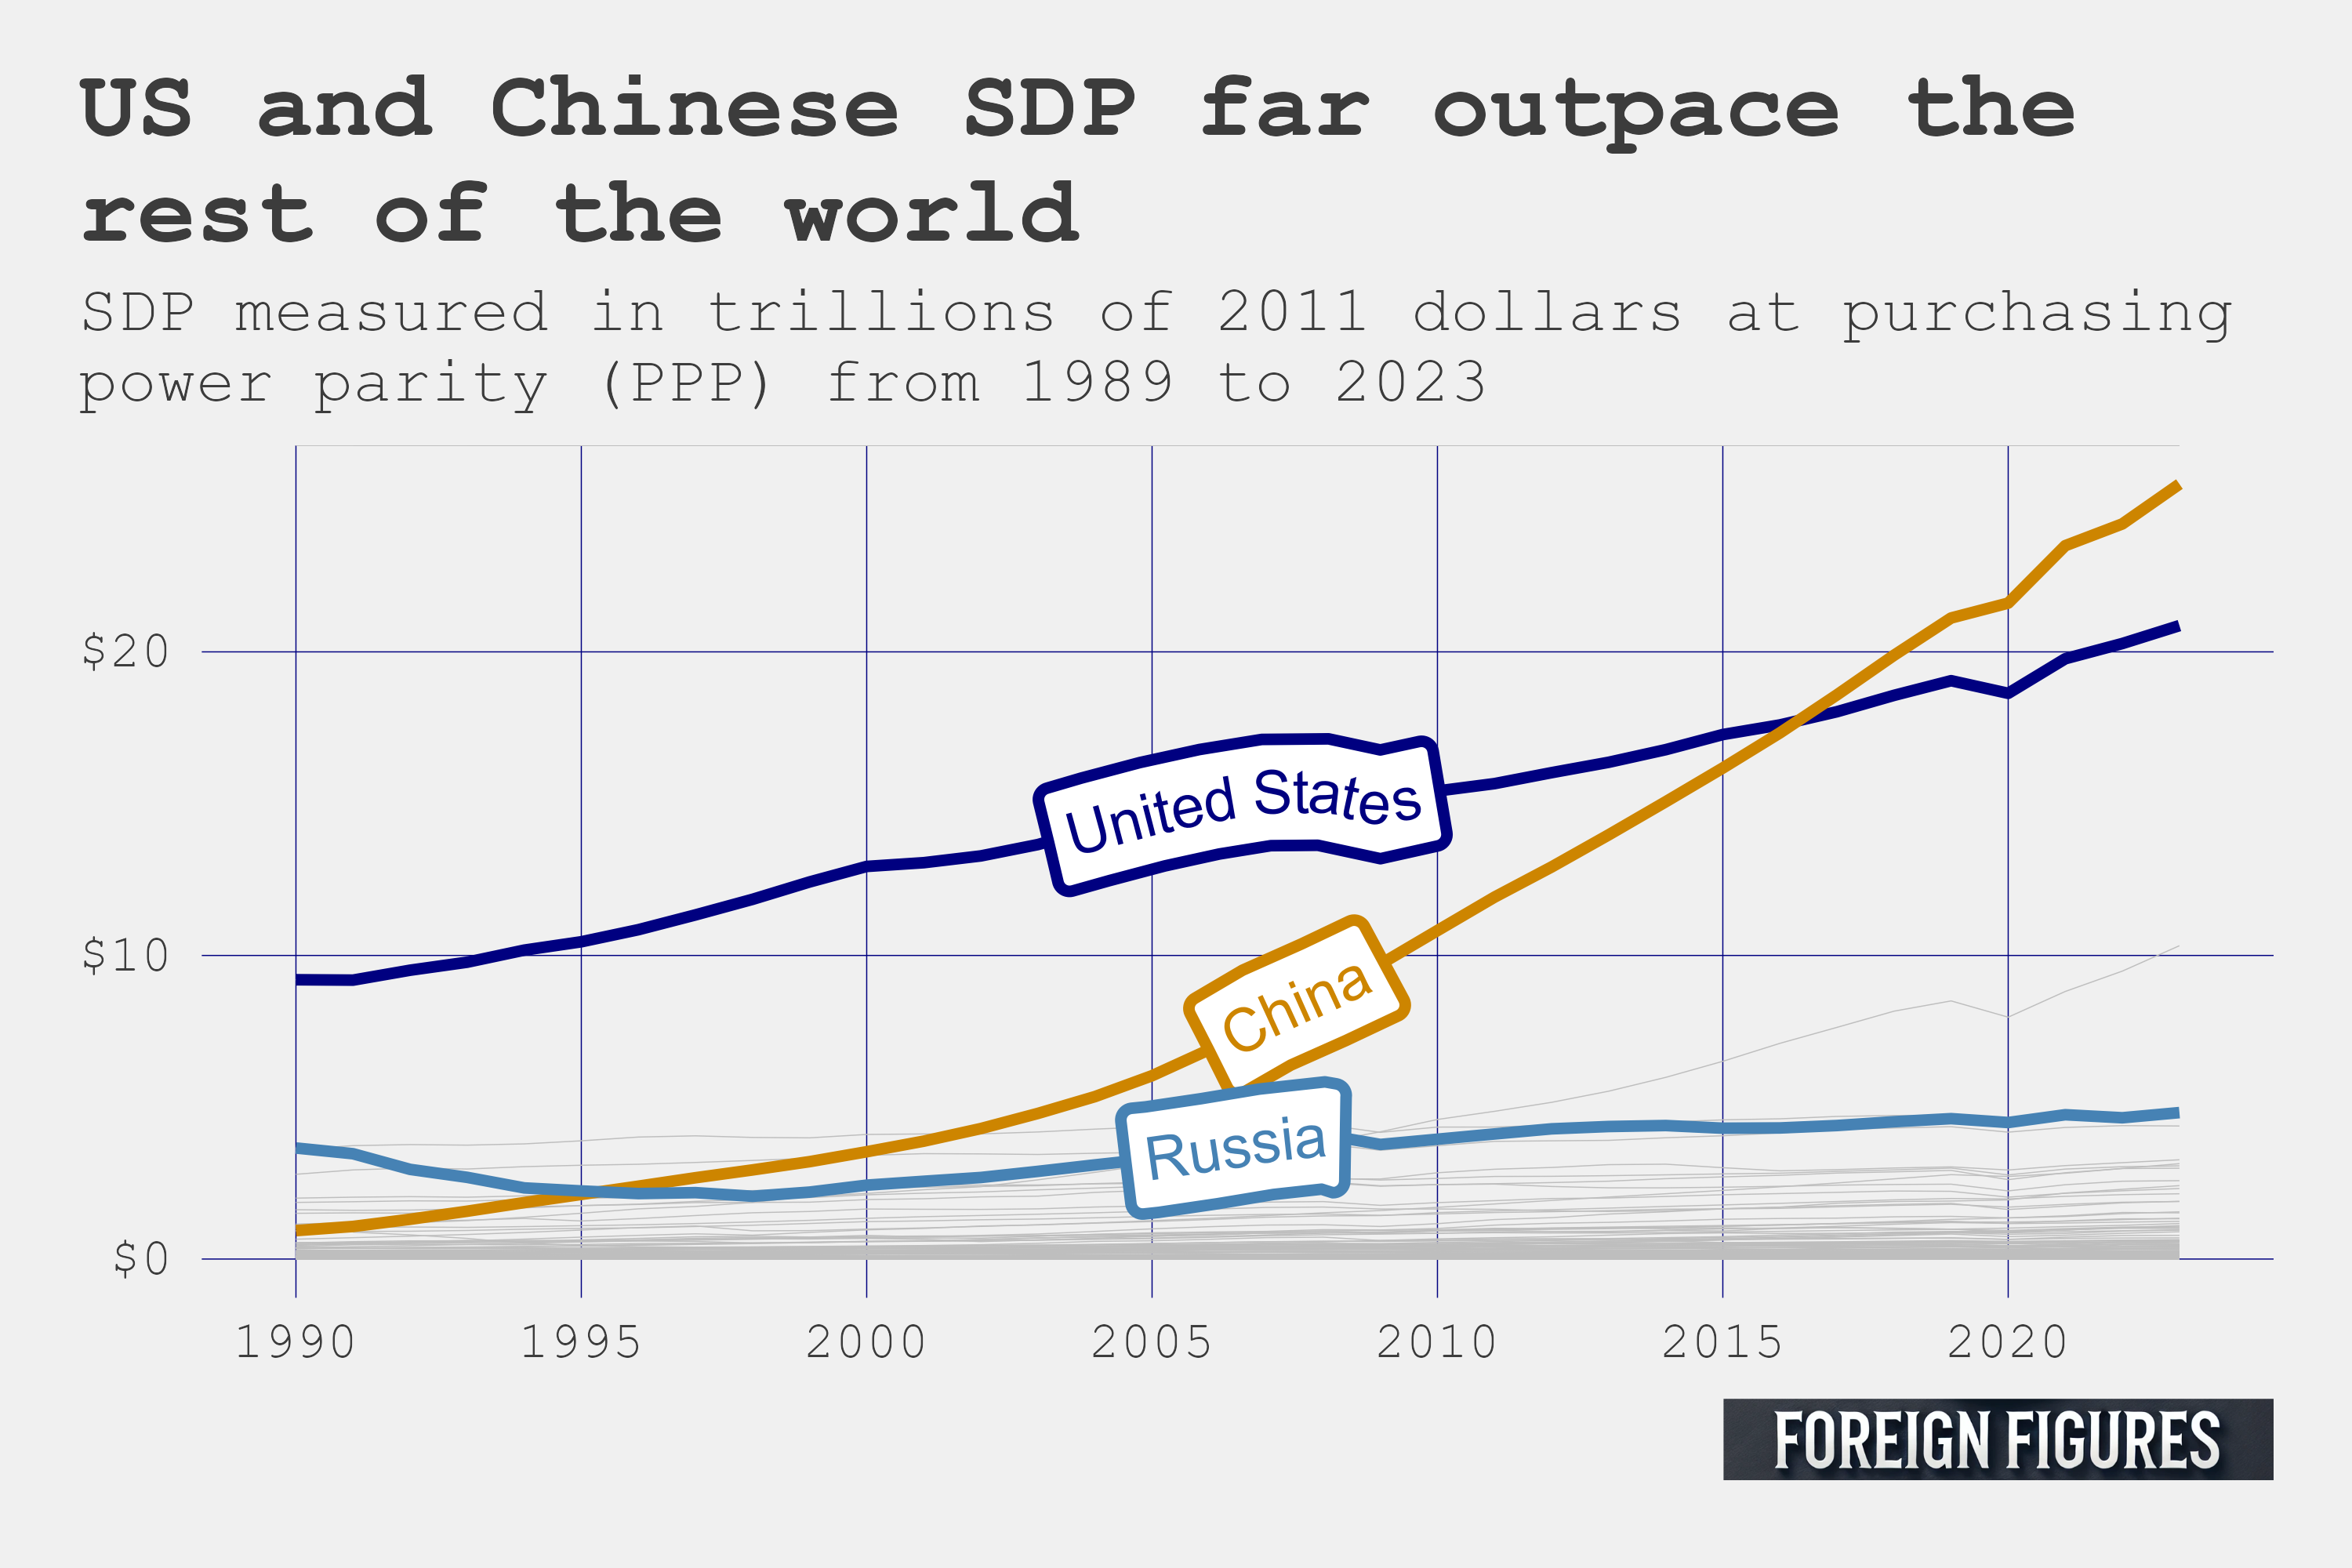 US and Chinese SDP far outpace the
rest of the world
SDP measured in trillions of 2011 dollars at purchasing
power parity (PPP) from 1989 to 2023
$20
$10
$0
United States
China
Russia
1990 1995 2000 2005 2010 2015 2020
FOREIGN FIGURES